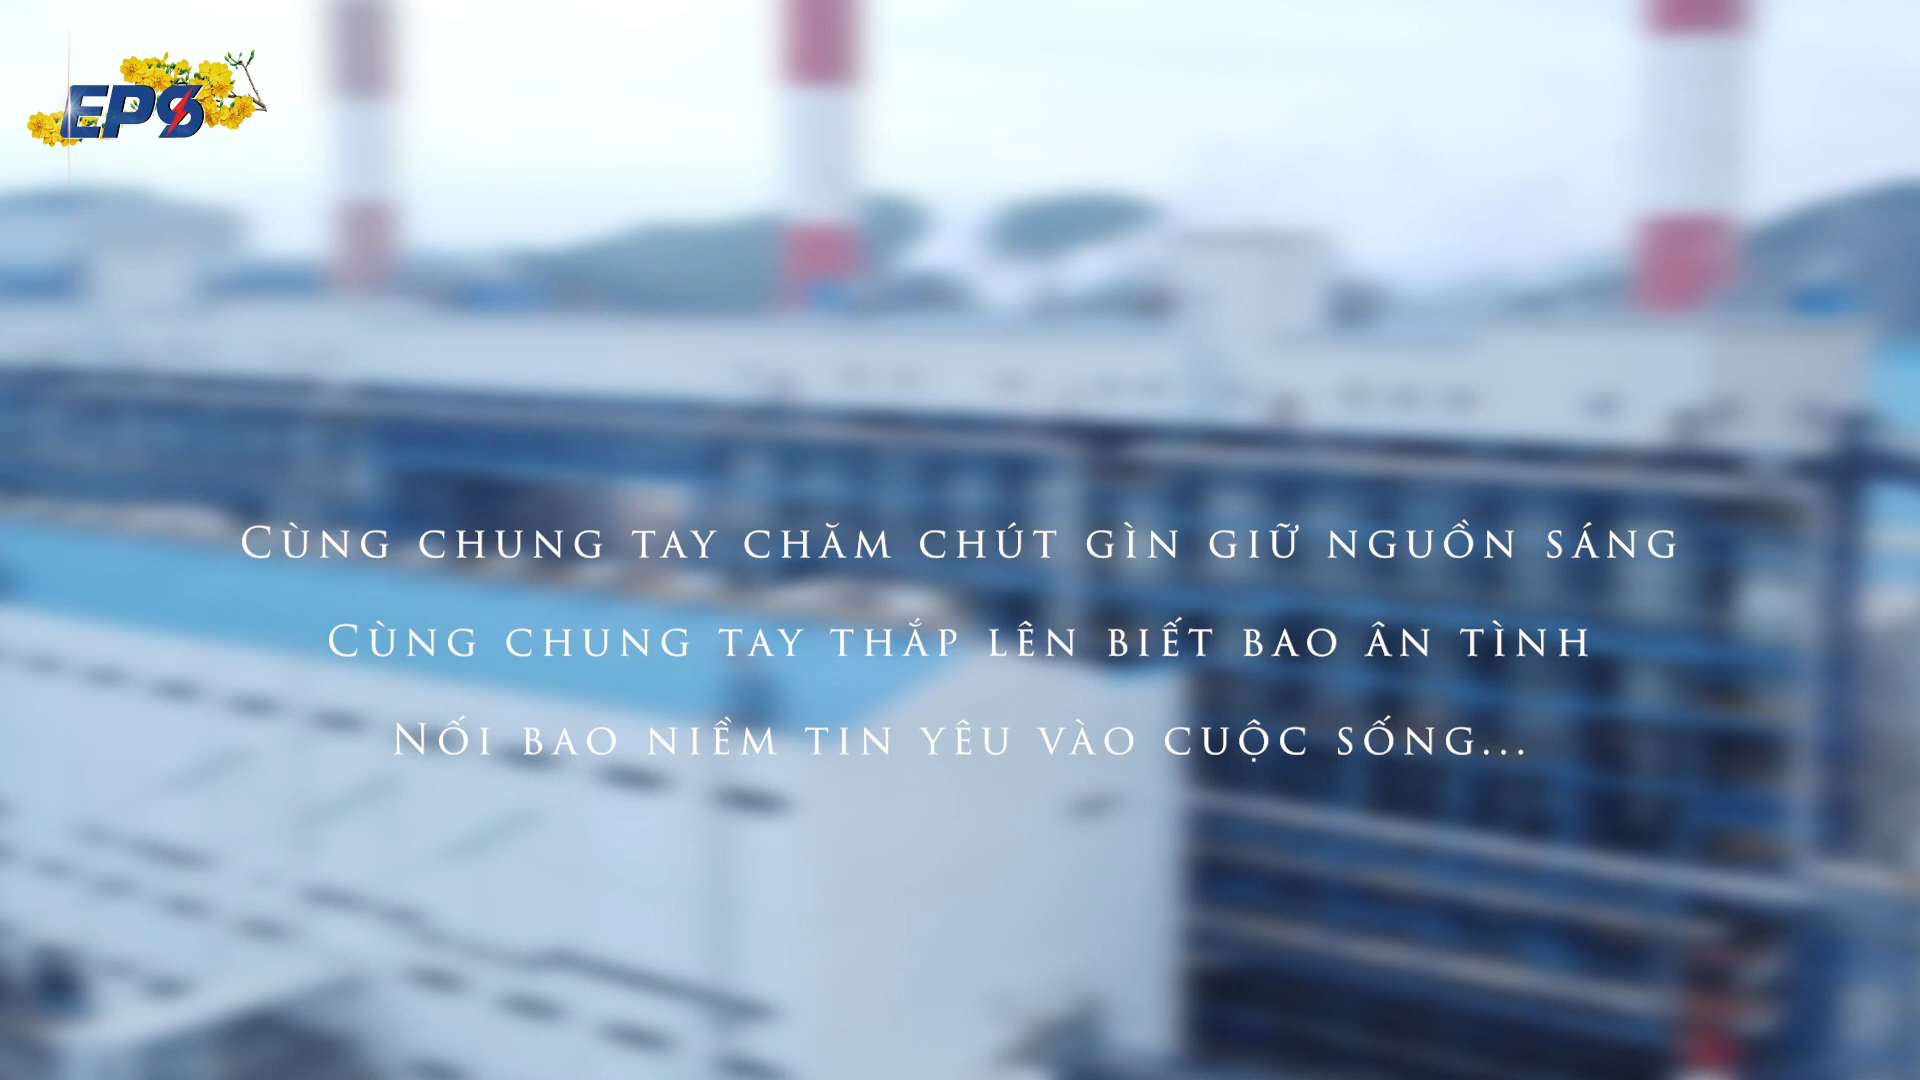 EPS
Cùng chung tay chăm chút gìn giữ nguồn sáng
Cùng chung tay thắp lên biết bao ân tình
Nối bao niềm tin yêu vào cuộc sống...